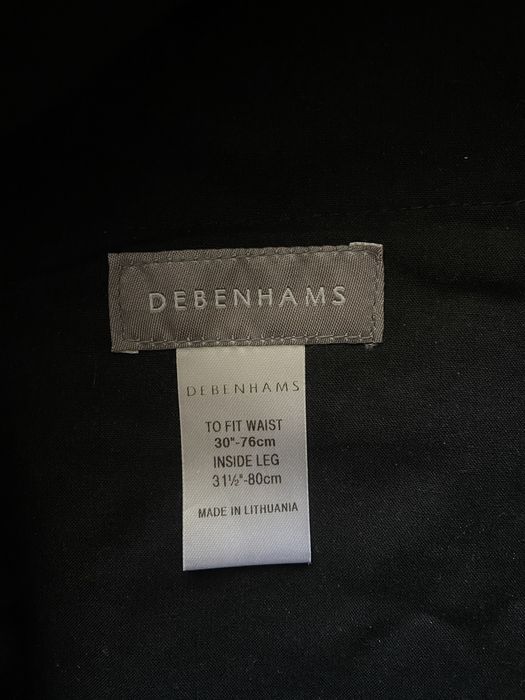 DEBENHAMS
DEBENHAMS
TO FIT WAIST
30"-76cm
INSIDE LEG
31½"-80cm
MADE IN LITHUANIA